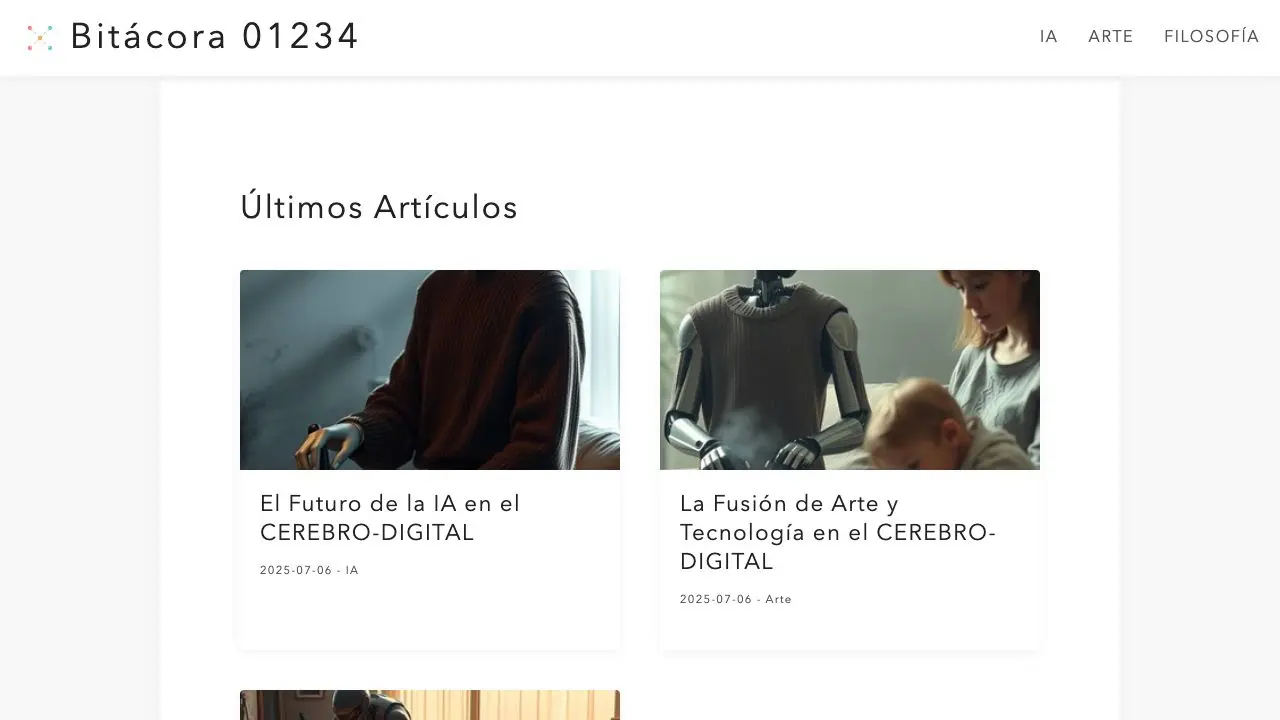 Bitácora 01234
IA
ARTE
FILOSOFÍA
Últimos Artículos
El Futuro de la IA en el
CEREBRO-DIGITAL
2025-07-06 - IA
La Fusión de Arte y
Tecnología en el CEREBRO-
DIGITAL
2025-07-06 - Arte